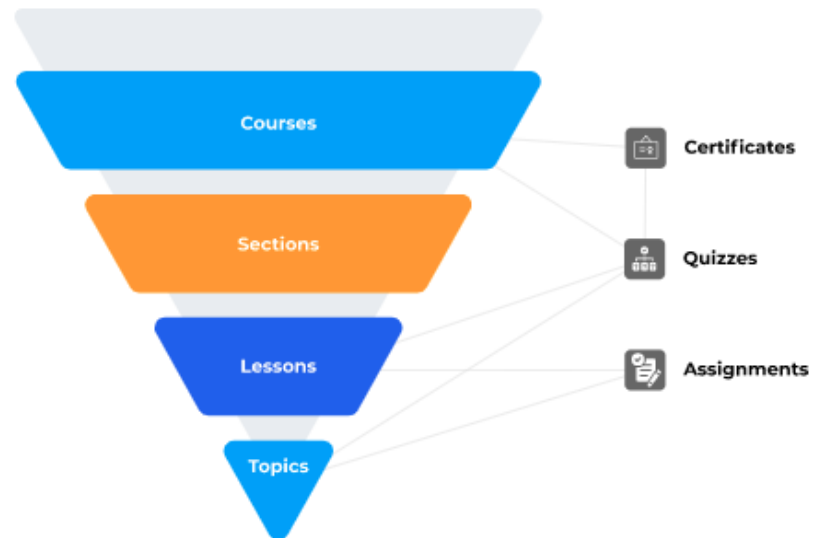 Courses
Certificates
Sections
Quizzes
Lessons
Assignments
Topics